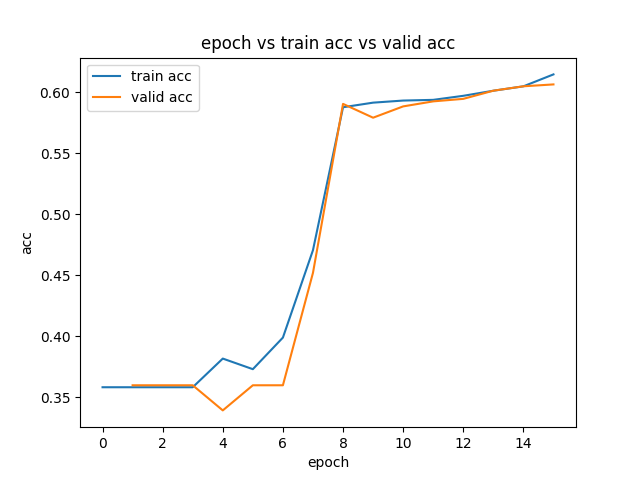 epoch vs train acc vs valid acc
train acc
valid acc
0.60
0.55
0.50
0.45
0.40
0.35
acc
0 2 4 6 8 10 12 14
epoch